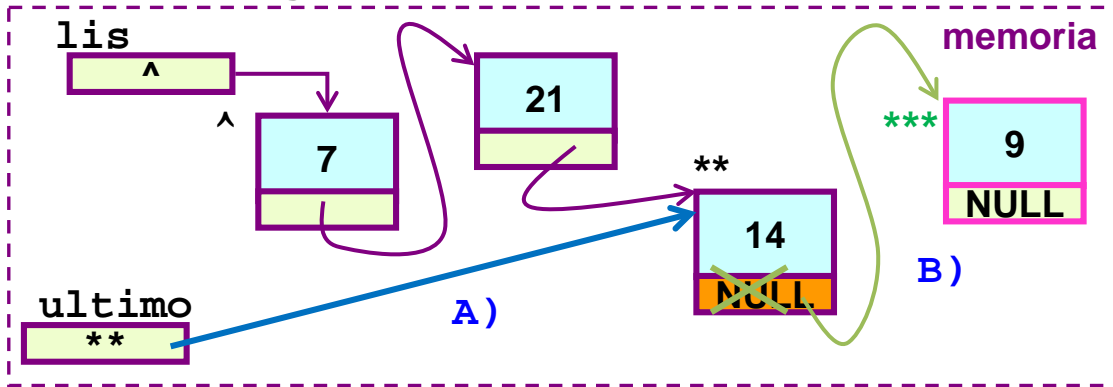 lis
memoria
^
^
7
21
**
14
NULL
***
9
NULL
B)
A)
ultimo
**